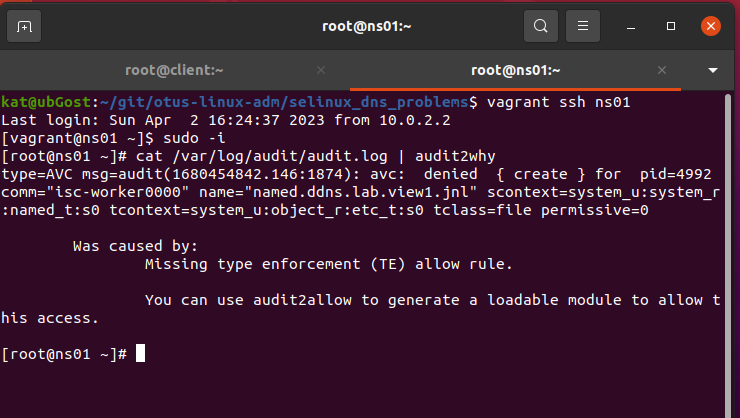 root@ns01:~
root@client:~
root@ns01:~
kat@ubGost:~/git/otus-linux-adm/selinux_dns_problems$ vagrant ssh ns01
Last login: Sun Apr  2 16:24:37 2023 from 10.0.2.2
[vagrant@ns01 ~]$ sudo -i
[root@ns01 ~]# cat /var/log/audit/audit.log | audit2why
type=AVC msg=audit(1680454842.146:1874): avc:  denied  { create } for  pid=4992
comm="isc-worker0000" name="named.ddns.lab.view1.jnl" scontext=system_u:system_r
:named_t:s0 tcontext=system_u:object_r:etc_t:s0 tclass=file permissive=0
Was caused by:
Missing type enforcement (TE) allow rule.
You can use audit2allow to generate a loadable module to allow t
his access.
[root@ns01 ~]#